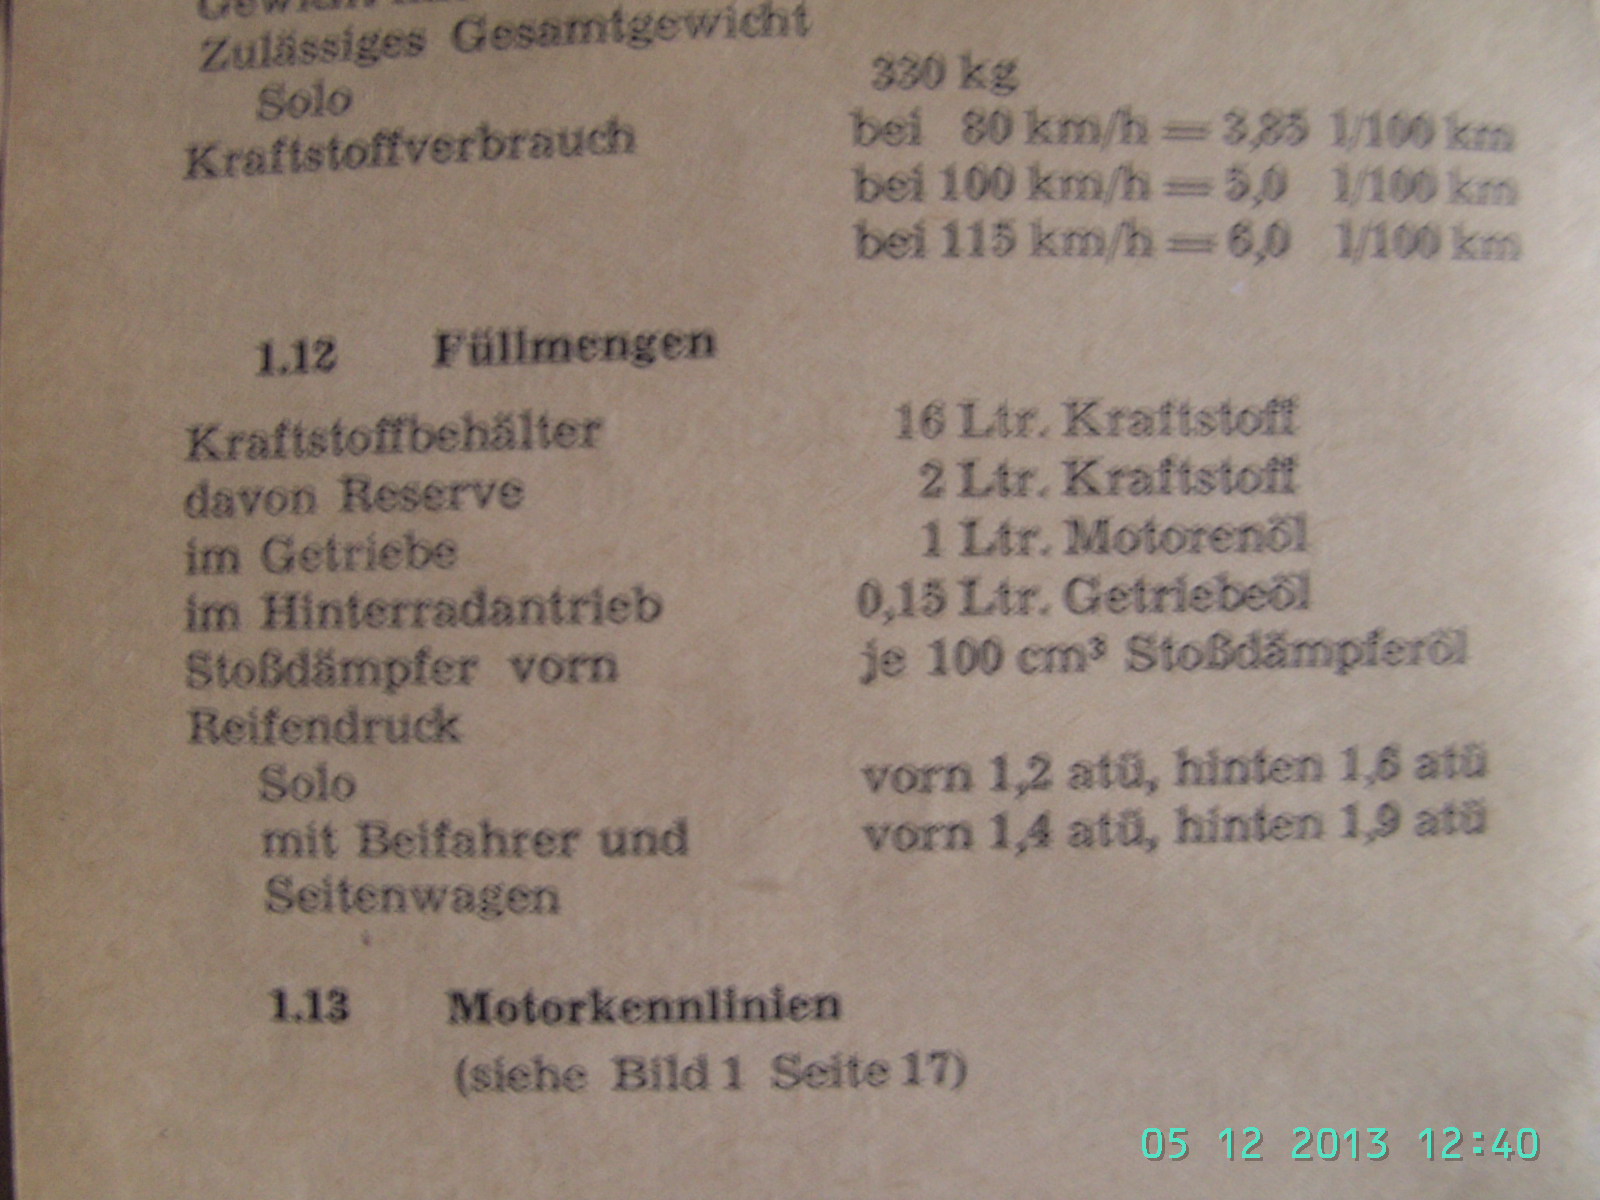 Zulässiges Gesamtgewicht
Solo 330 kg
Kraftstoffverbrauch bei 80 km/h = 3,85 l/100 km
bei 100 km/h = 5,0 l/100 km
bei 115 km/h = 6,0 l/100 km
1.12 Füllmengen
Kraftstoffbehälter 16 Ltr. Kraftstoff
davon Reserve 2 Ltr. Kraftstoff
im Getriebe 1 Ltr. Motorenöl
im Hinterradantrieb 0,15 Ltr. Getriebeöl
Stoßdämpfer vorn je 100 cm³ Stoßdämpferöl
Reifendruck
Solo vorn 1,2 atü, hinten 1,6 atü
mit Beifahrer und vorn 1,4 atü, hinten 1,9 atü
Seitenwagen
1.13 Motorkennlinien
(siehe Bild 1 Seite 17)
05 12 2013 12:40